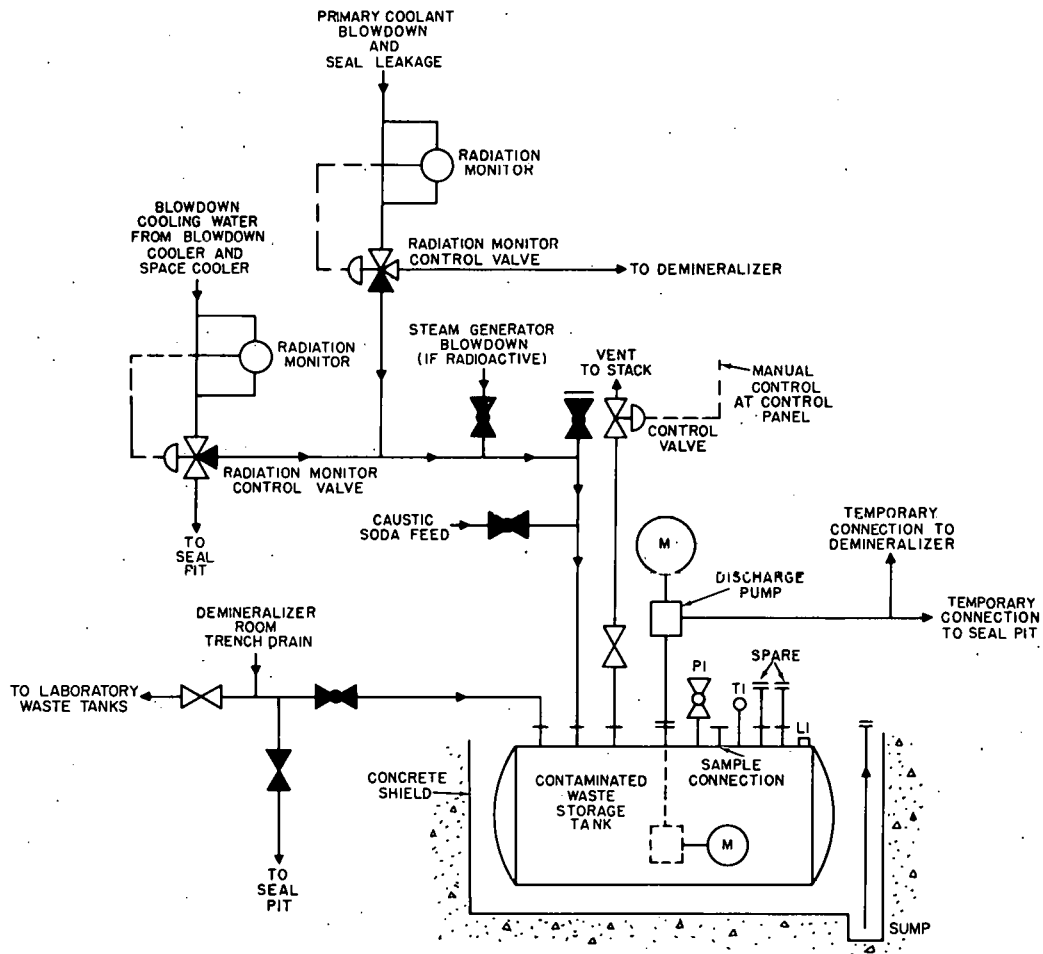 PRIMARY COOLANT
BLOWDOWN
AND
SEAL LEAKAGE
RADIATION
MONITOR
BLOWDOWN
COOLING WATER
FROM BLOWDOWN
COOLER AND
SPACE COOLER
RADIATION MONITOR
CONTROL VALVE
TO DEMINERALIZER
RADIATION
MONITOR
STEAM GENERATOR
BLOWDOWN
(IF RADIOACTIVE)
VENT
TO STACK
MANUAL
CONTROL
AT CONTROL
PANEL
CONTROL
VALVE
RADIATION MONITOR
CONTROL VALVE
TO
SEAL
PIT
CAUSTIC
SODA FEED
M
TEMPORARY
CONNECTION TO
DEMINERALIZER
DISCHARGE
PUMP
TEMPORARY
CONNECTION
TO SEAL PIT
DEMINERALIZER
ROOM
TRENCH DRAIN
TO LABORATORY
WASTE TANKS
PI
TI
SPARE
LI
SAMPLE
CONNECTION
CONCRETE
SHIELD
CONTAMINATED
WASTE
STORAGE
TANK
M
TO
SEAL
PIT
SUMP